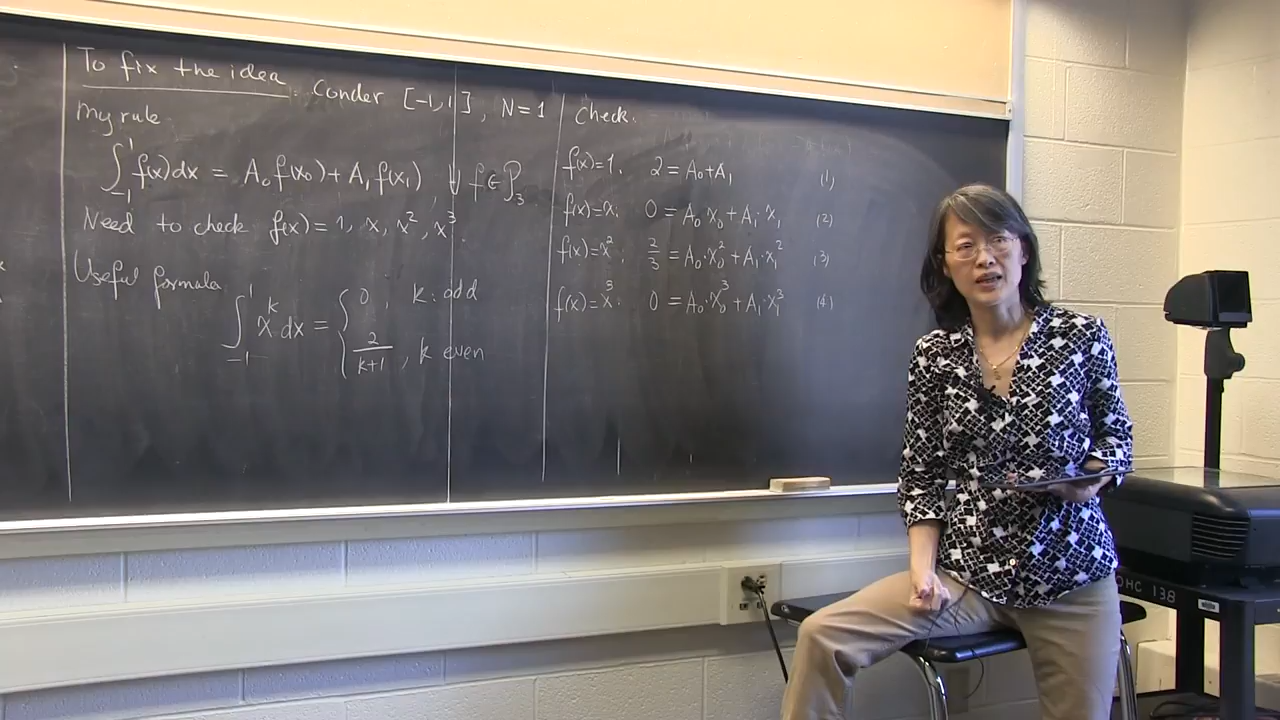 To fix the idea. Conder [-1, 1], N=1
My rule
∫_{-1}^{1} f(x)dx = A₀f(x₀) + A₁f(x₁), ∀ f∈P₃
Need to check f(x) = 1, x, x², x³.
Useful formula
∫_{-1}^{1} x^k dx = { 0, k: odd
2/(k+1), k even
Check.
f(x)=1. 2 = A₀+A₁ (1)
f(x)=x: 0 = A₀·x₀ + A₁·x₁ (2)
f(x)=x²: 2/3 = A₀·x₀² + A₁·x₁² (3)
f(x)=x³: 0 = A₀·x₀³ + A₁·x₁³ (4)
OHC 138